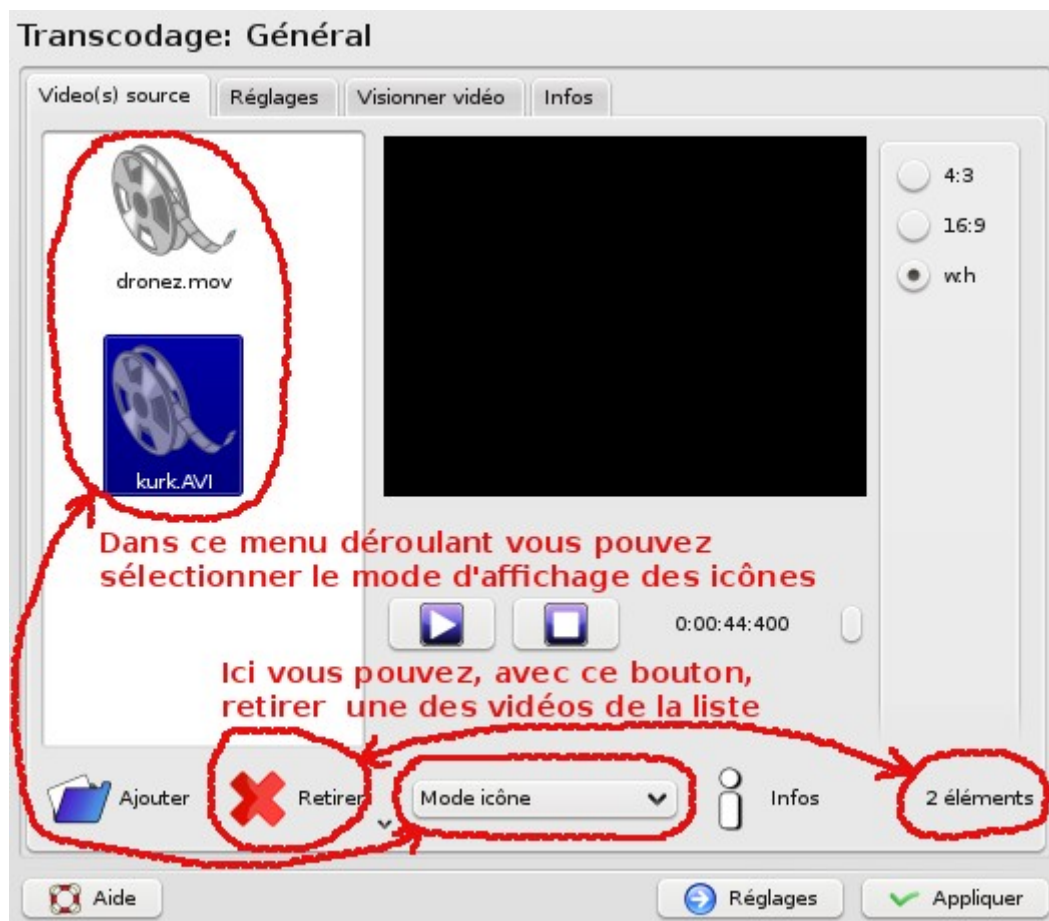 Transcodage: Général
Video(s) source
Réglages
Visionner vidéo
Infos
dronez.mov
kurk.AVI
4:3
16:9
w:h
Dans ce menu déroulant vous pouvez
sélectionner le mode d'affichage des icônes
0:00:44:400
Ici vous pouvez, avec ce bouton,
retirer une des vidéos de la liste
Ajouter
Retirer
Mode icône
Infos
2 éléments
Aide
Réglages
Appliquer